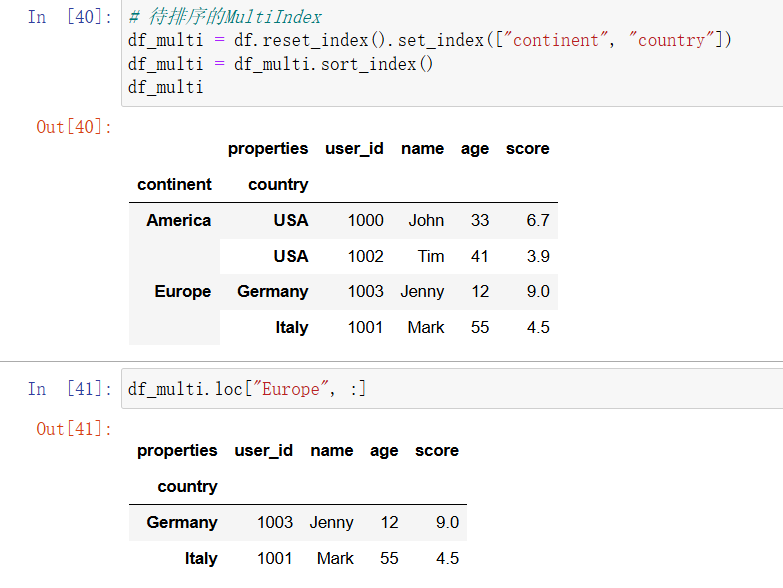 In [40]: # 待排序的MultiIndex
df_multi = df.reset_index().set_index(["continent", "country"])
df_multi = df_multi.sort_index()
df_multi
Out[40]:
properties user_id name age score
continent country
America USA 1000 John 33 6.7
USA 1002 Tim 41 3.9
Europe Germany 1003 Jenny 12 9.0
Italy 1001 Mark 55 4.5
In [41]: df_multi.loc["Europe", :]
Out[41]:
properties user_id name age score
country
Germany 1003 Jenny 12 9.0
Italy 1001 Mark 55 4.5